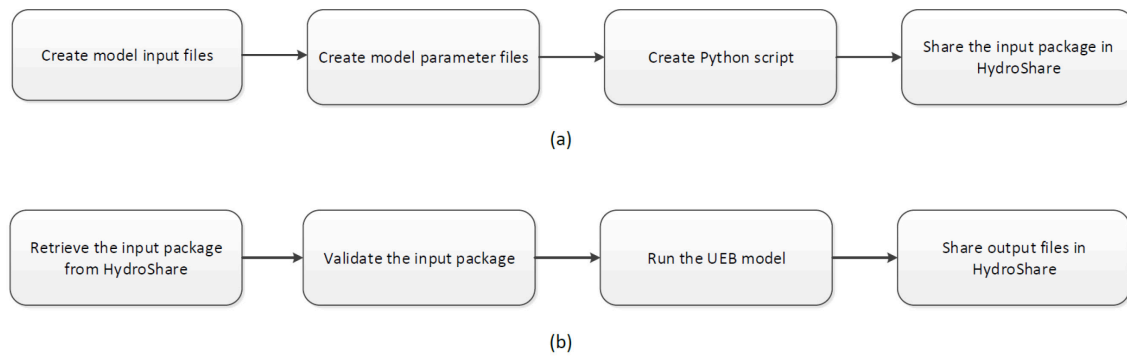 Create model input files
Create model parameter files
Create Python script
Share the input package in
HydroShare
(a)
Retrieve the input package
from HydroShare
Validate the input package
Run the UEB model
Share output files in
HydroShare
(b)